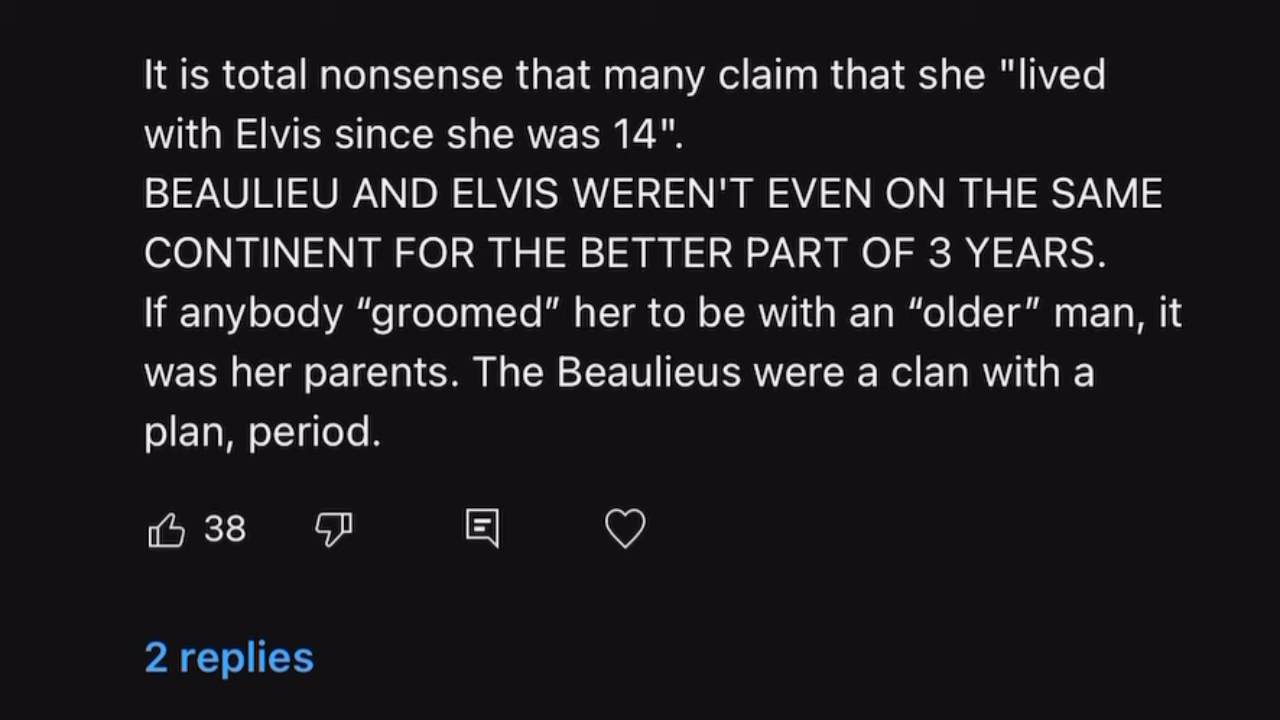 It is total nonsense that many claim that she "lived
with Elvis since she was 14".
BEAULIEU AND ELVIS WEREN'T EVEN ON THE SAME
CONTINENT FOR THE BETTER PART OF 3 YEARS.
If anybody “groomed” her to be with an “older” man, it
was her parents. The Beaulieus were a clan with a
plan, period.
38
2 replies